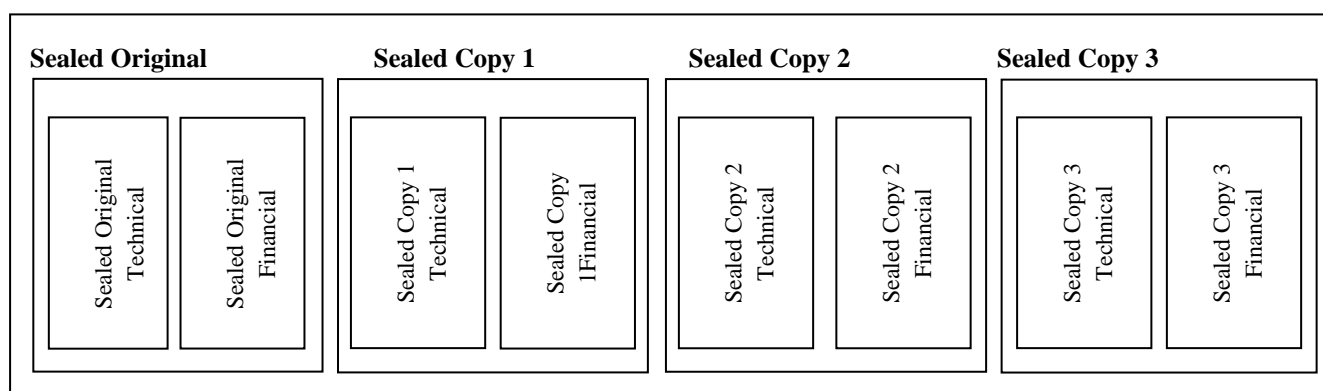 Sealed Original
Sealed Copy 1
Sealed Copy 2
Sealed Copy 3
Sealed Original
Technical
Sealed Original
Financial
Sealed Copy 1
Technical
Sealed Copy
1Financial
Sealed Copy 2
Technical
Sealed Copy 2
Financial
Sealed Copy 3
Technical
Sealed Copy 3
Financial